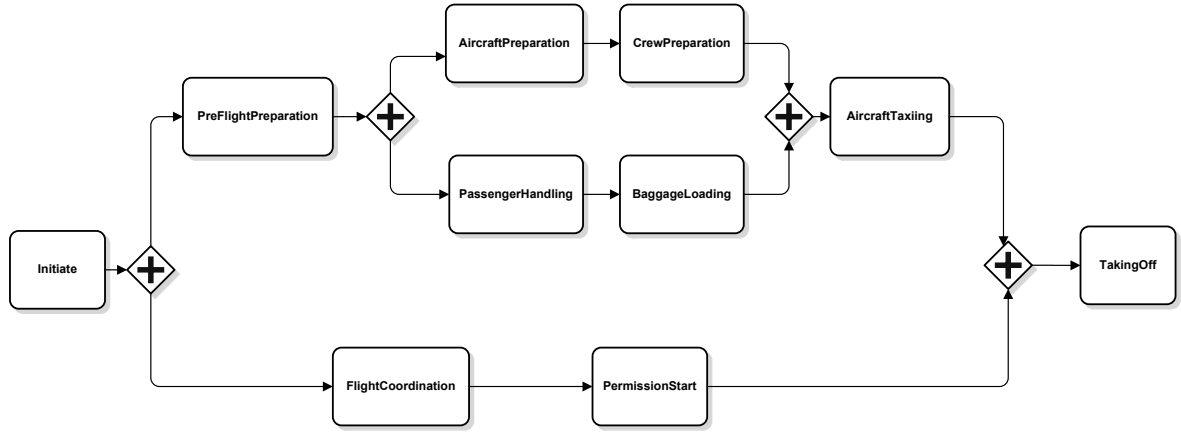 AircraftPreparation
CrewPreparation
PreFlightPreparation
AircraftTaxiing
PassengerHandling
BaggageLoading
Initiate
TakingOff
FlightCoordination
PermissionStart